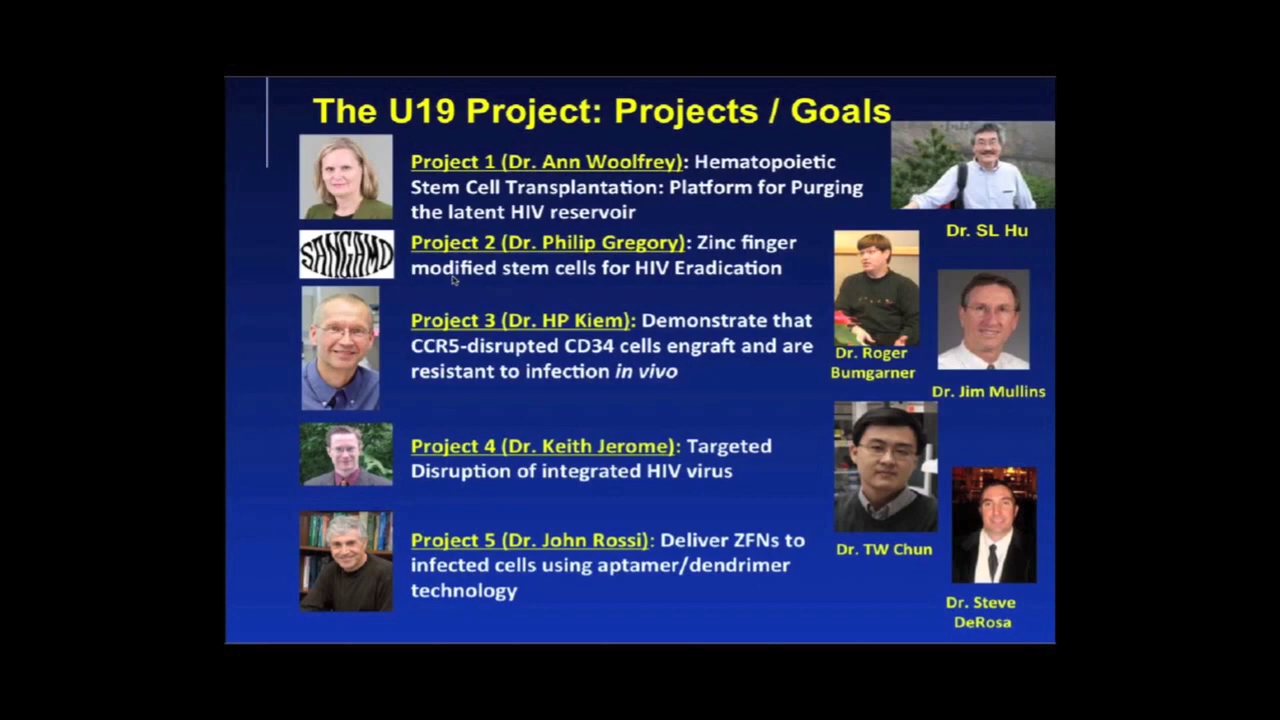 The U19 Project: Projects / Goals
Project 1 (Dr. Ann Woolfrey): Hematopoietic
Stem Cell Transplantation: Platform for Purging
the latent HIV reservoir
SANGAMO
Project 2 (Dr. Philip Gregory): Zinc finger
modified stem cells for HIV Eradication
Project 3 (Dr. HP Kiem): Demonstrate that
CCR5-disrupted CD34 cells engraft and are
resistant to infection in vivo
Project 4 (Dr. Keith Jerome): Targeted
Disruption of integrated HIV virus
Project 5 (Dr. John Rossi): Deliver ZFNs to
infected cells using aptamer/dendrimer
technology
Dr. SL Hu
Dr. Roger
Bumgarner
Dr. Jim Mullins
Dr. TW Chun
Dr. Steve
DeRosa